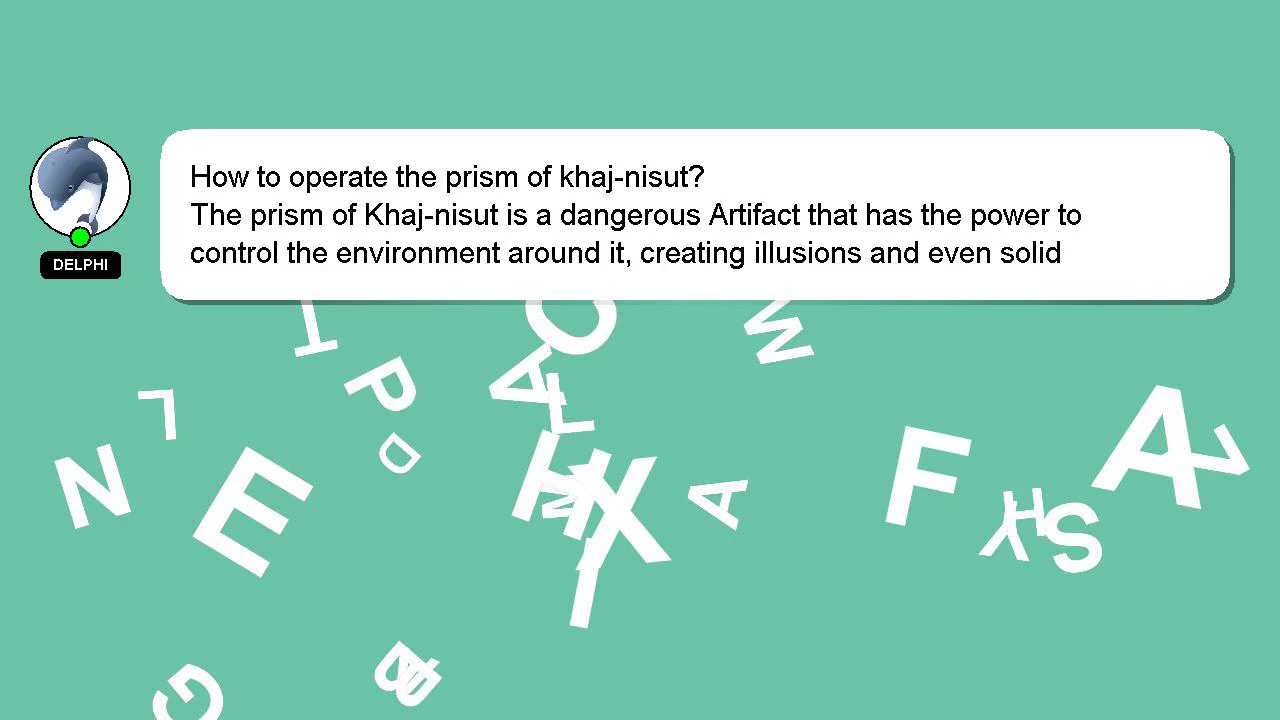 How to operate the prism of khaj-nisut?
The prism of Khaj-nisut is a dangerous Artifact that has the power to
control the environment around it, creating illusions and even solid
DELPHI
T
O
W
P
A
L
L
D
N
E
H
X
N
A
I
F
A
V
H
Y
S
G
B